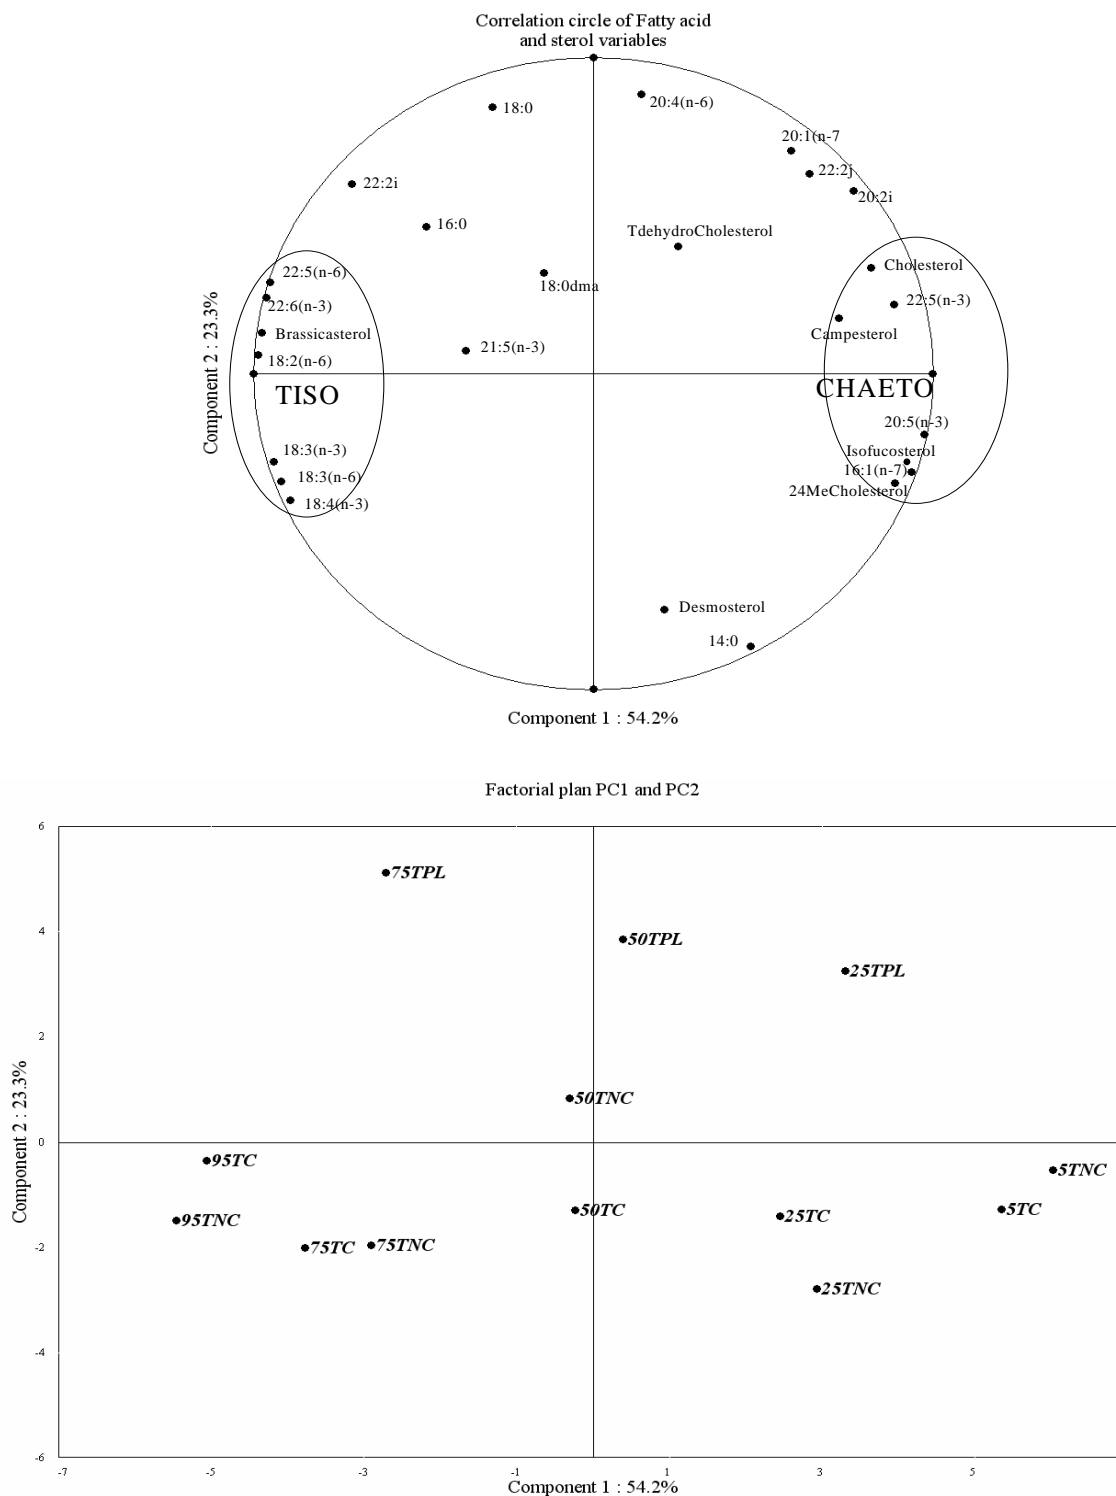 Correlation circle of Fatty acid
and sterol variables
18:0
20:4(n-6)
20:1(n-7
22:2j
22:2i
20:2i
16:0
TdehydroCholesterol
Cholesterol
22:5(n-6)
18:0dma
22:6(n-3)
22:5(n-3)
Brassicasterol
Campesterol
21:5(n-3)
18:2(n-6)
TISO
CHAETO
20:5(n-3)
18:3(n-3)
Isofucosterol
18:3(n-6)
16:1(n-7)
24MeCholesterol
18:4(n-3)
Desmosterol
14:0
Component 2 : 23.3%
Component 1 : 54.2%
Factorial plan PC1 and PC2
6
75TPL
4
50TPL
25TPL
2
50TNC
0
95TC
5TNC
50TC
25TC
5TC
95TNC
75TC
75TNC
-2
25TNC
-4
-6
Component 2 : 23.3%
-7
-5
-3
-1
1
3
5
Component 1 : 54.2%